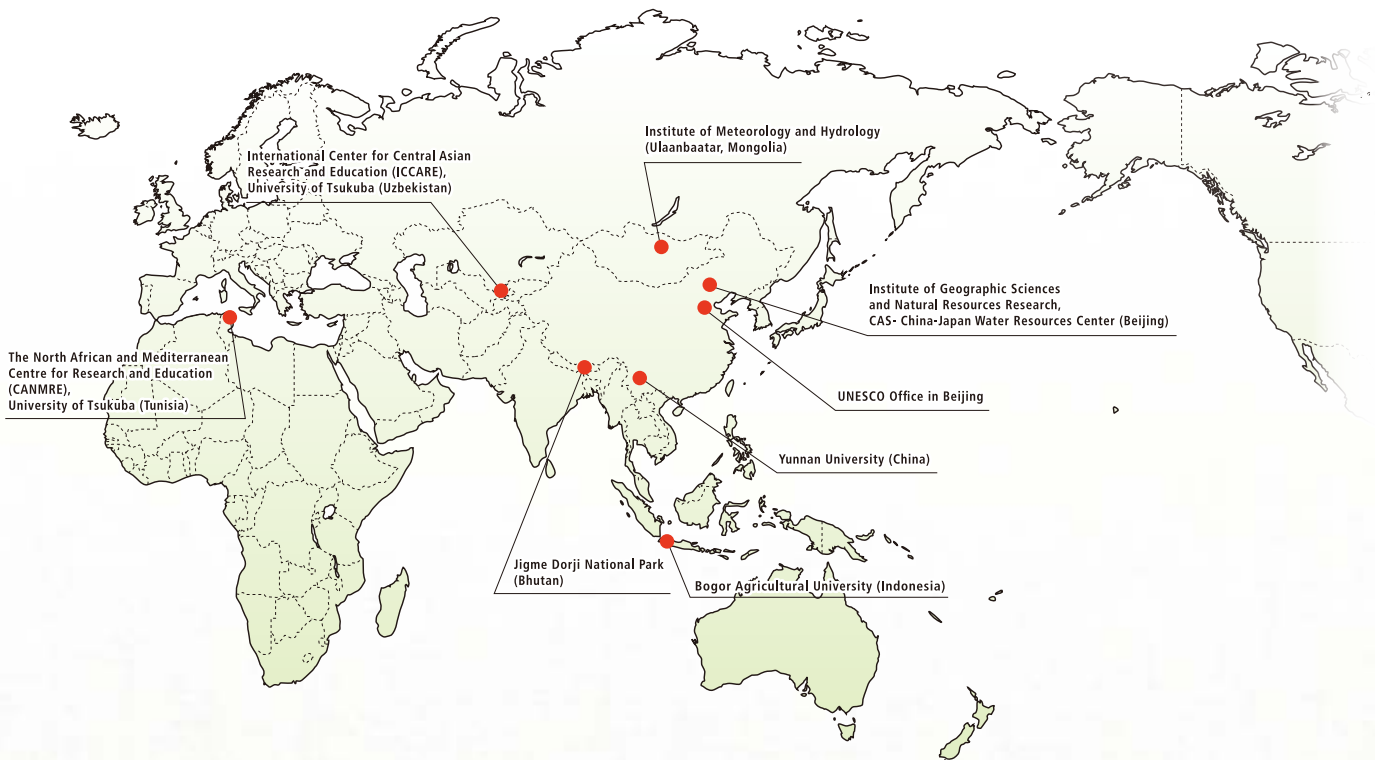 Institute of Meteorology and Hydrology
(Ulaanbaatar, Mongolia)
International Center for Central Asian
Research and Education (ICCARE),
University of Tsukuba (Uzbekistan)
Institute of Geographic Sciences
and Natural Resources Research,
CAS- China-Japan Water Resources Center (Beijing)
The North African and Mediterranean
Centre for Research and Education
(CANMRE),
University of Tsukuba (Tunisia)
UNESCO Office in Beijing
Yunnan University (China)
Jigme Dorji National Park
(Bhutan)
Bogor Agricultural University (Indonesia)